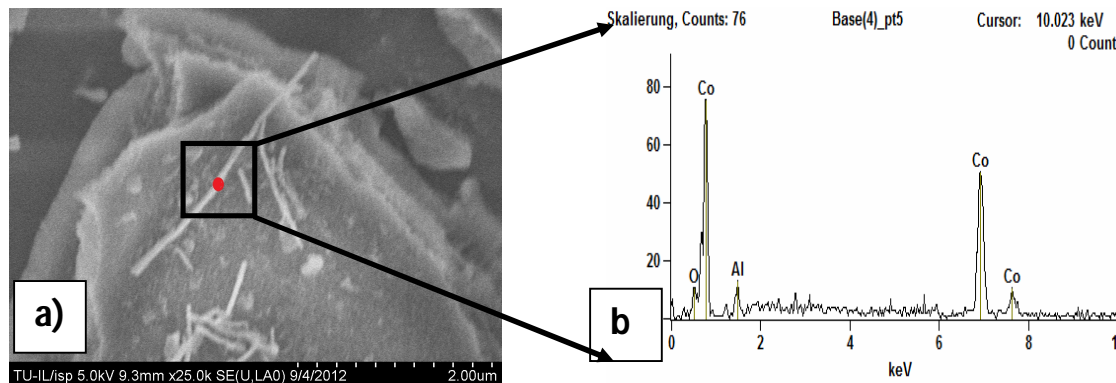 a)
TU-IL/isp 5.0kV 9.3mm x25.0k SE(U,LA0) 9/4/2012 2.00um
Skalierung, Counts: 76 Base(4)_pt5 Cursor: 10.023 keV
0 Count
80
60
40
20
Co
O
Al
Co
Co
b
0 2 4 6 8 1
keV